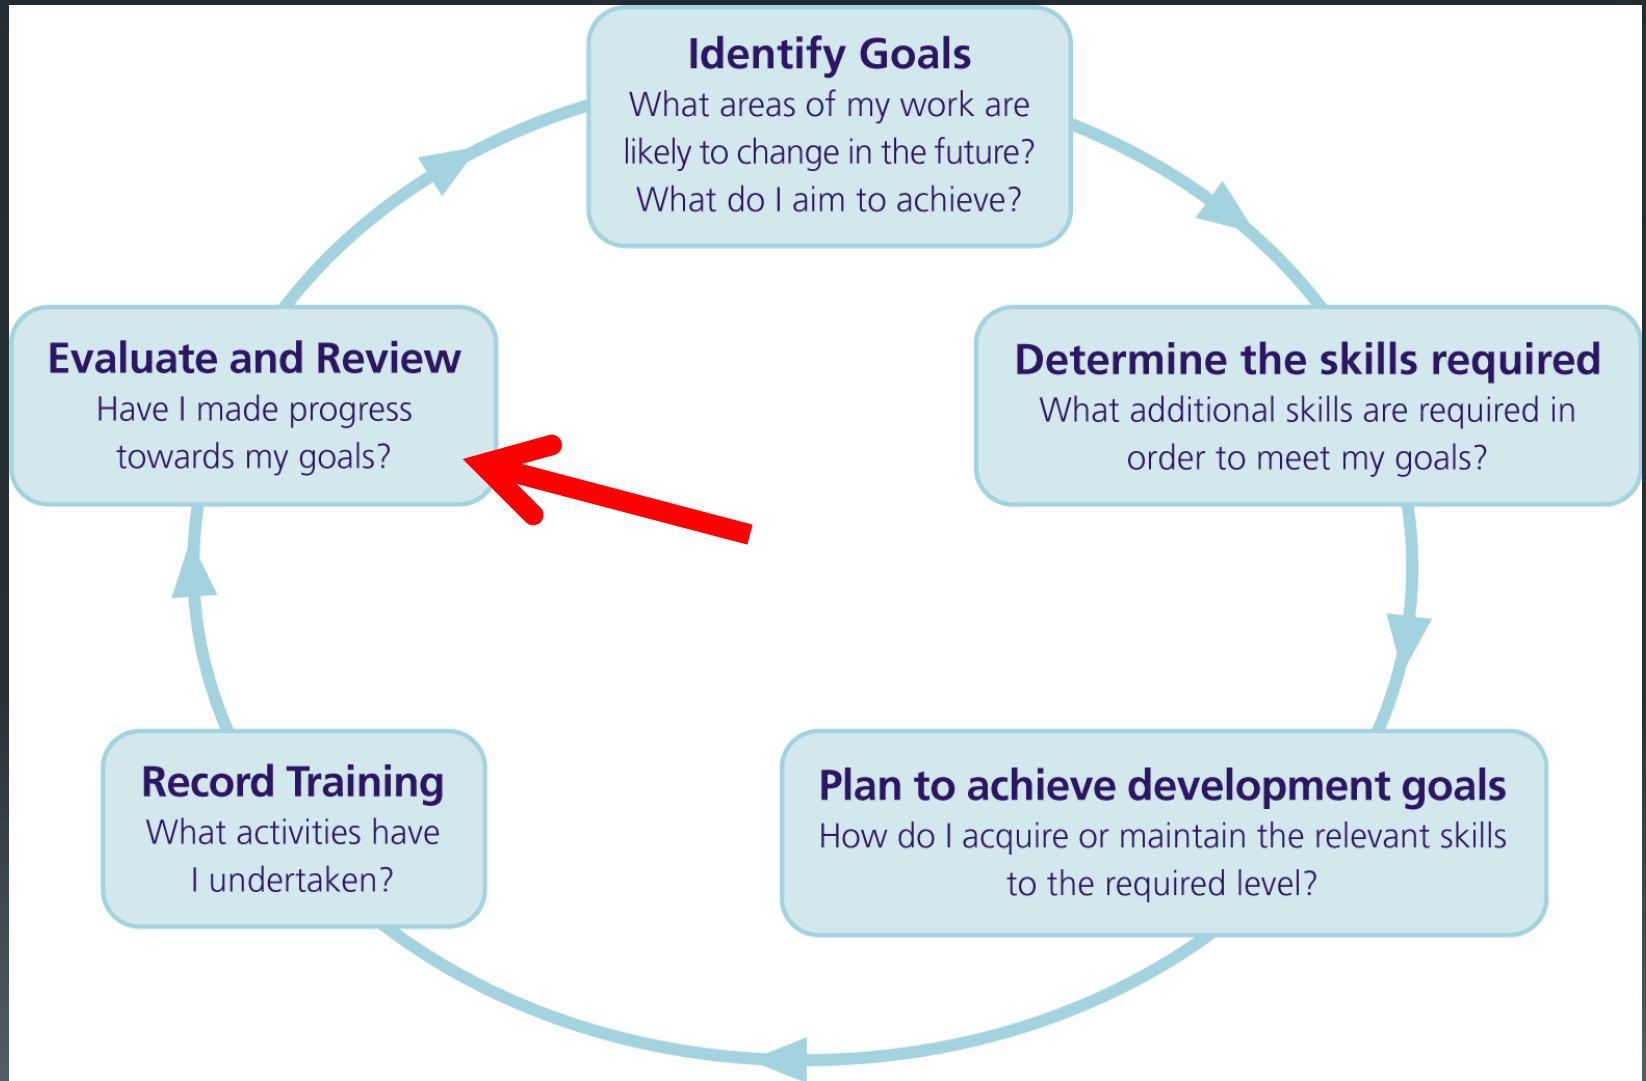 Identify Goals
What areas of my work are
likely to change in the future?
What do I aim to achieve?
Determine the skills required
What additional skills are required in
order to meet my goals?
Plan to achieve development goals
How do I acquire or maintain the relevant skills
to the required level?
Record Training
What activities have
I undertaken?
Evaluate and Review
Have I made progress
towards my goals?